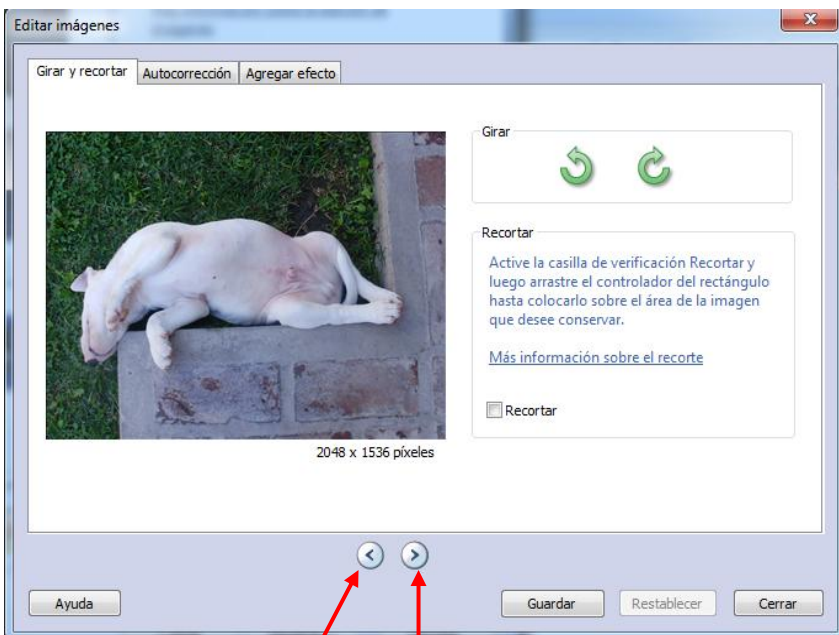 Editar imágenes
Girar y recortar
Autocorrección
Agregar efecto
Girar
Recortar
Active la casilla de verificación Recortar y
luego arrastre el controlador del rectángulo
hasta colocarlo sobre el área de la imagen
que desee conservar.
Más información sobre el recorte
Recortar
2048 x 1536 píxeles
Ayuda
Guardar
Restablecer
Cerrar